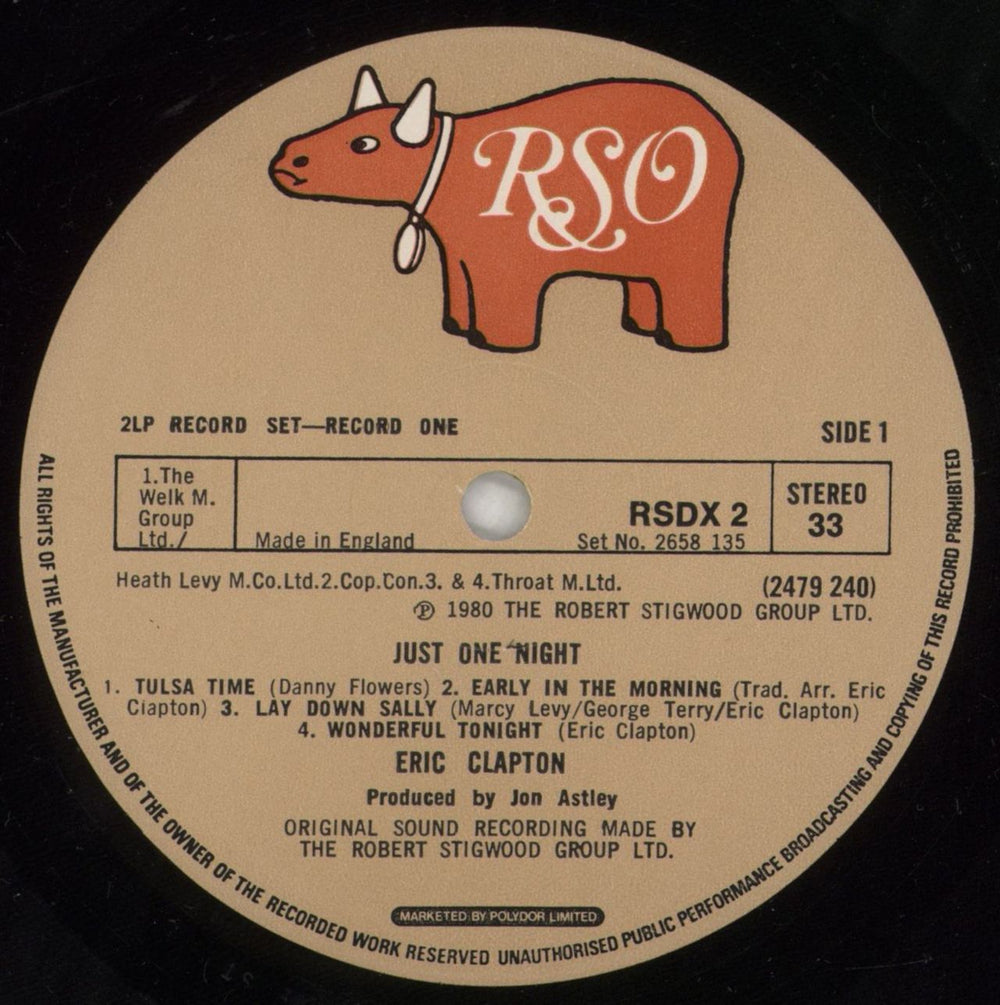 RSO
2LP RECORD SET—RECORD ONE
SIDE 1
1.The
Welk M.
Group
Ltd./
Made in England
RSDX 2
Set No. 2658 135
STEREO
33
Heath Levy M.Co.Ltd.2.Cop.Con.3. & 4.Throat M.Ltd.
(2479 240)
℗ 1980 THE ROBERT STIGWOOD GROUP LTD.
JUST ONE NIGHT
1. TULSA TIME (Danny Flowers) 2. EARLY IN THE MORNING (Trad. Arr. Eric
Clapton) 3. LAY DOWN SALLY (Marcy Levy/George Terry/Eric Clapton)
4. WONDERFUL TONIGHT (Eric Clapton)
ERIC CLAPTON
Produced by Jon Astley
ORIGINAL SOUND RECORDING MADE BY
THE ROBERT STIGWOOD GROUP LTD.
MARKETED BY POLYDOR LIMITED
ALL RIGHTS OF THE MANUFACTURER AND OF THE OWNER OF THE RECORDED WORK RESERVED UNAUTHORISED PUBLIC PERFORMANCE BROADCASTING AND COPYING OF THIS RECORD PROHIBITED